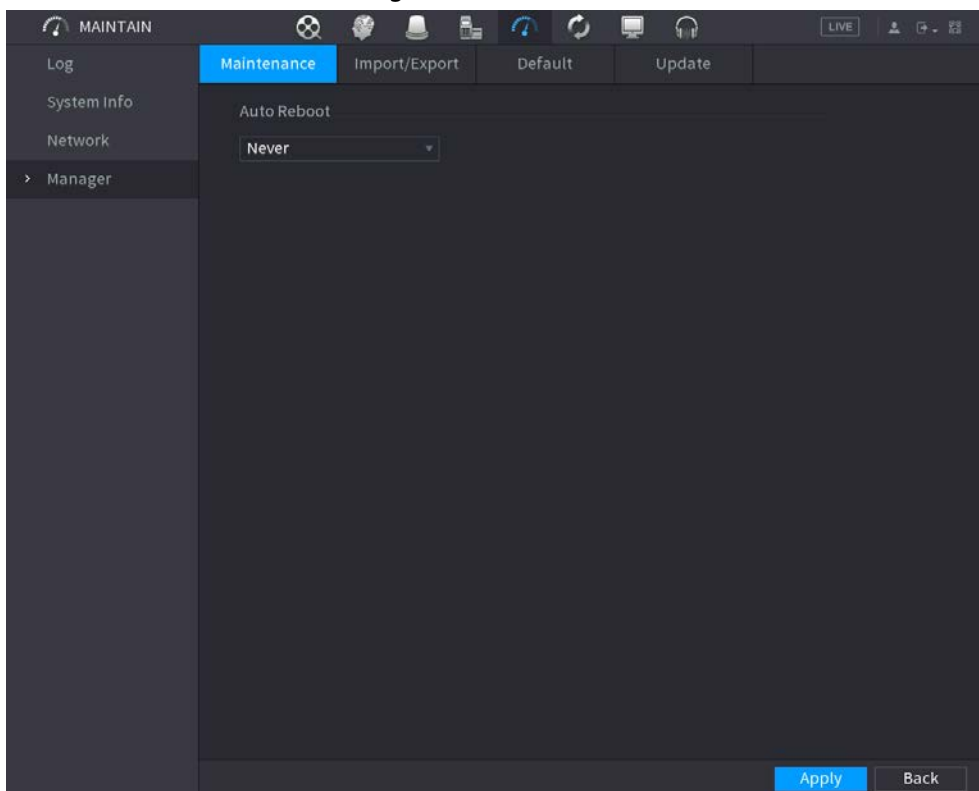 MAINTAIN
LIVE
Log
Maintenance
Import/Export
Default
Update
System Info
Auto Reboot
Network
Never
Manager
Apply
Back